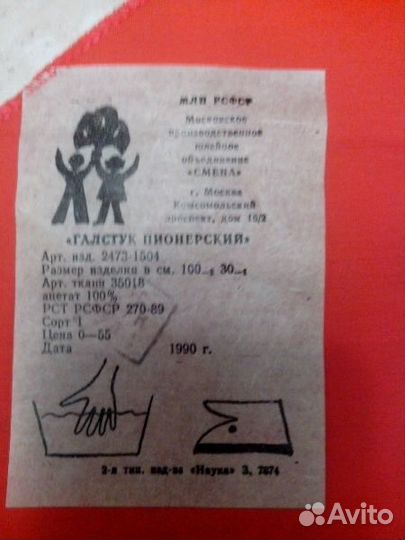 МЛП РСФСР
Московское
производственное
швейное
объединение
«СМЕНА»
г. Москва
Комсомольский
проспект, дом 16/2
«ГАЛСТУК ПИОНЕРСКИЙ»
Арт. изд. 2473-1504
Размер изделия в см. 100 30
Арт. ткани 35018
ацетат 100%
РСТ РСФСР 270-89
Сорт 1
Цена 0—55
Дата 1990 г.
2-я тип. изд-ва «Наука» З. 7874
Avito